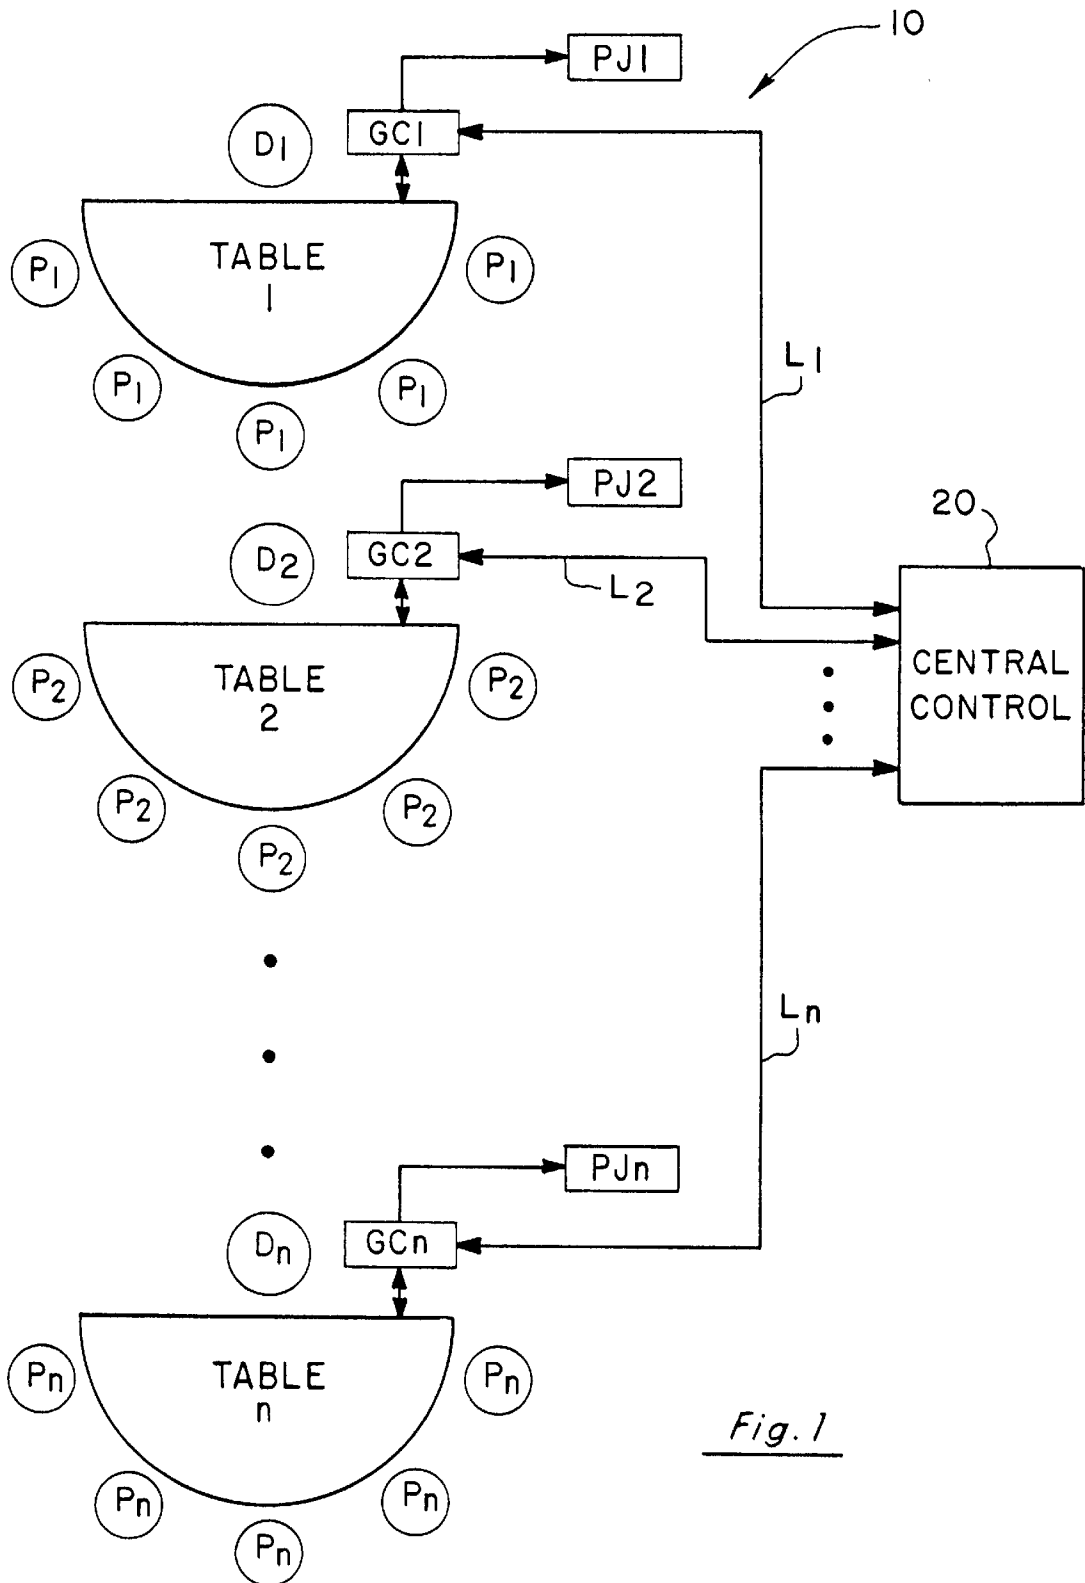 10
PJ1
GC1
D1
TABLE
1
P1
P1
P1
P1
P1
L1
PJ2
GC2
D2
L2
20
CENTRAL
CONTROL
TABLE
2
P2
P2
P2
P2
P2
Ln
PJn
GCn
Dn
TABLE
n
Pn
Pn
Pn
Pn
Pn
Fig. 1